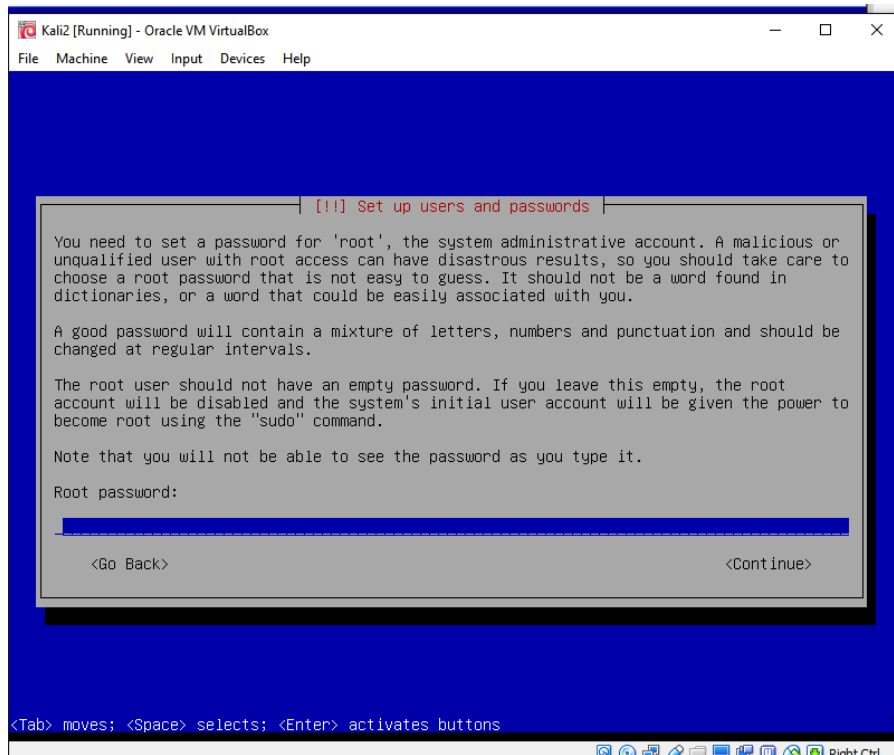 Kali2 [Running] - Oracle VM VirtualBox
File Machine View Input Devices Help
[!!] Set up users and passwords
You need to set a password for 'root', the system administrative account. A malicious or
unqualified user with root access can have disastrous results, so you should take care to
choose a root password that is not easy to guess. It should not be a word found in
dictionaries, or a word that could be easily associated with you.
A good password will contain a mixture of letters, numbers and punctuation and should be
changed at regular intervals.
The root user should not have an empty password. If you leave this empty, the root
account will be disabled and the system's initial user account will be given the power to
become root using the "sudo" command.
Note that you will not be able to see the password as you type it.
Root password:
<Go Back> <Continue>
<Tab> moves; <Space> selects; <Enter> activates buttons
Right Ctrl